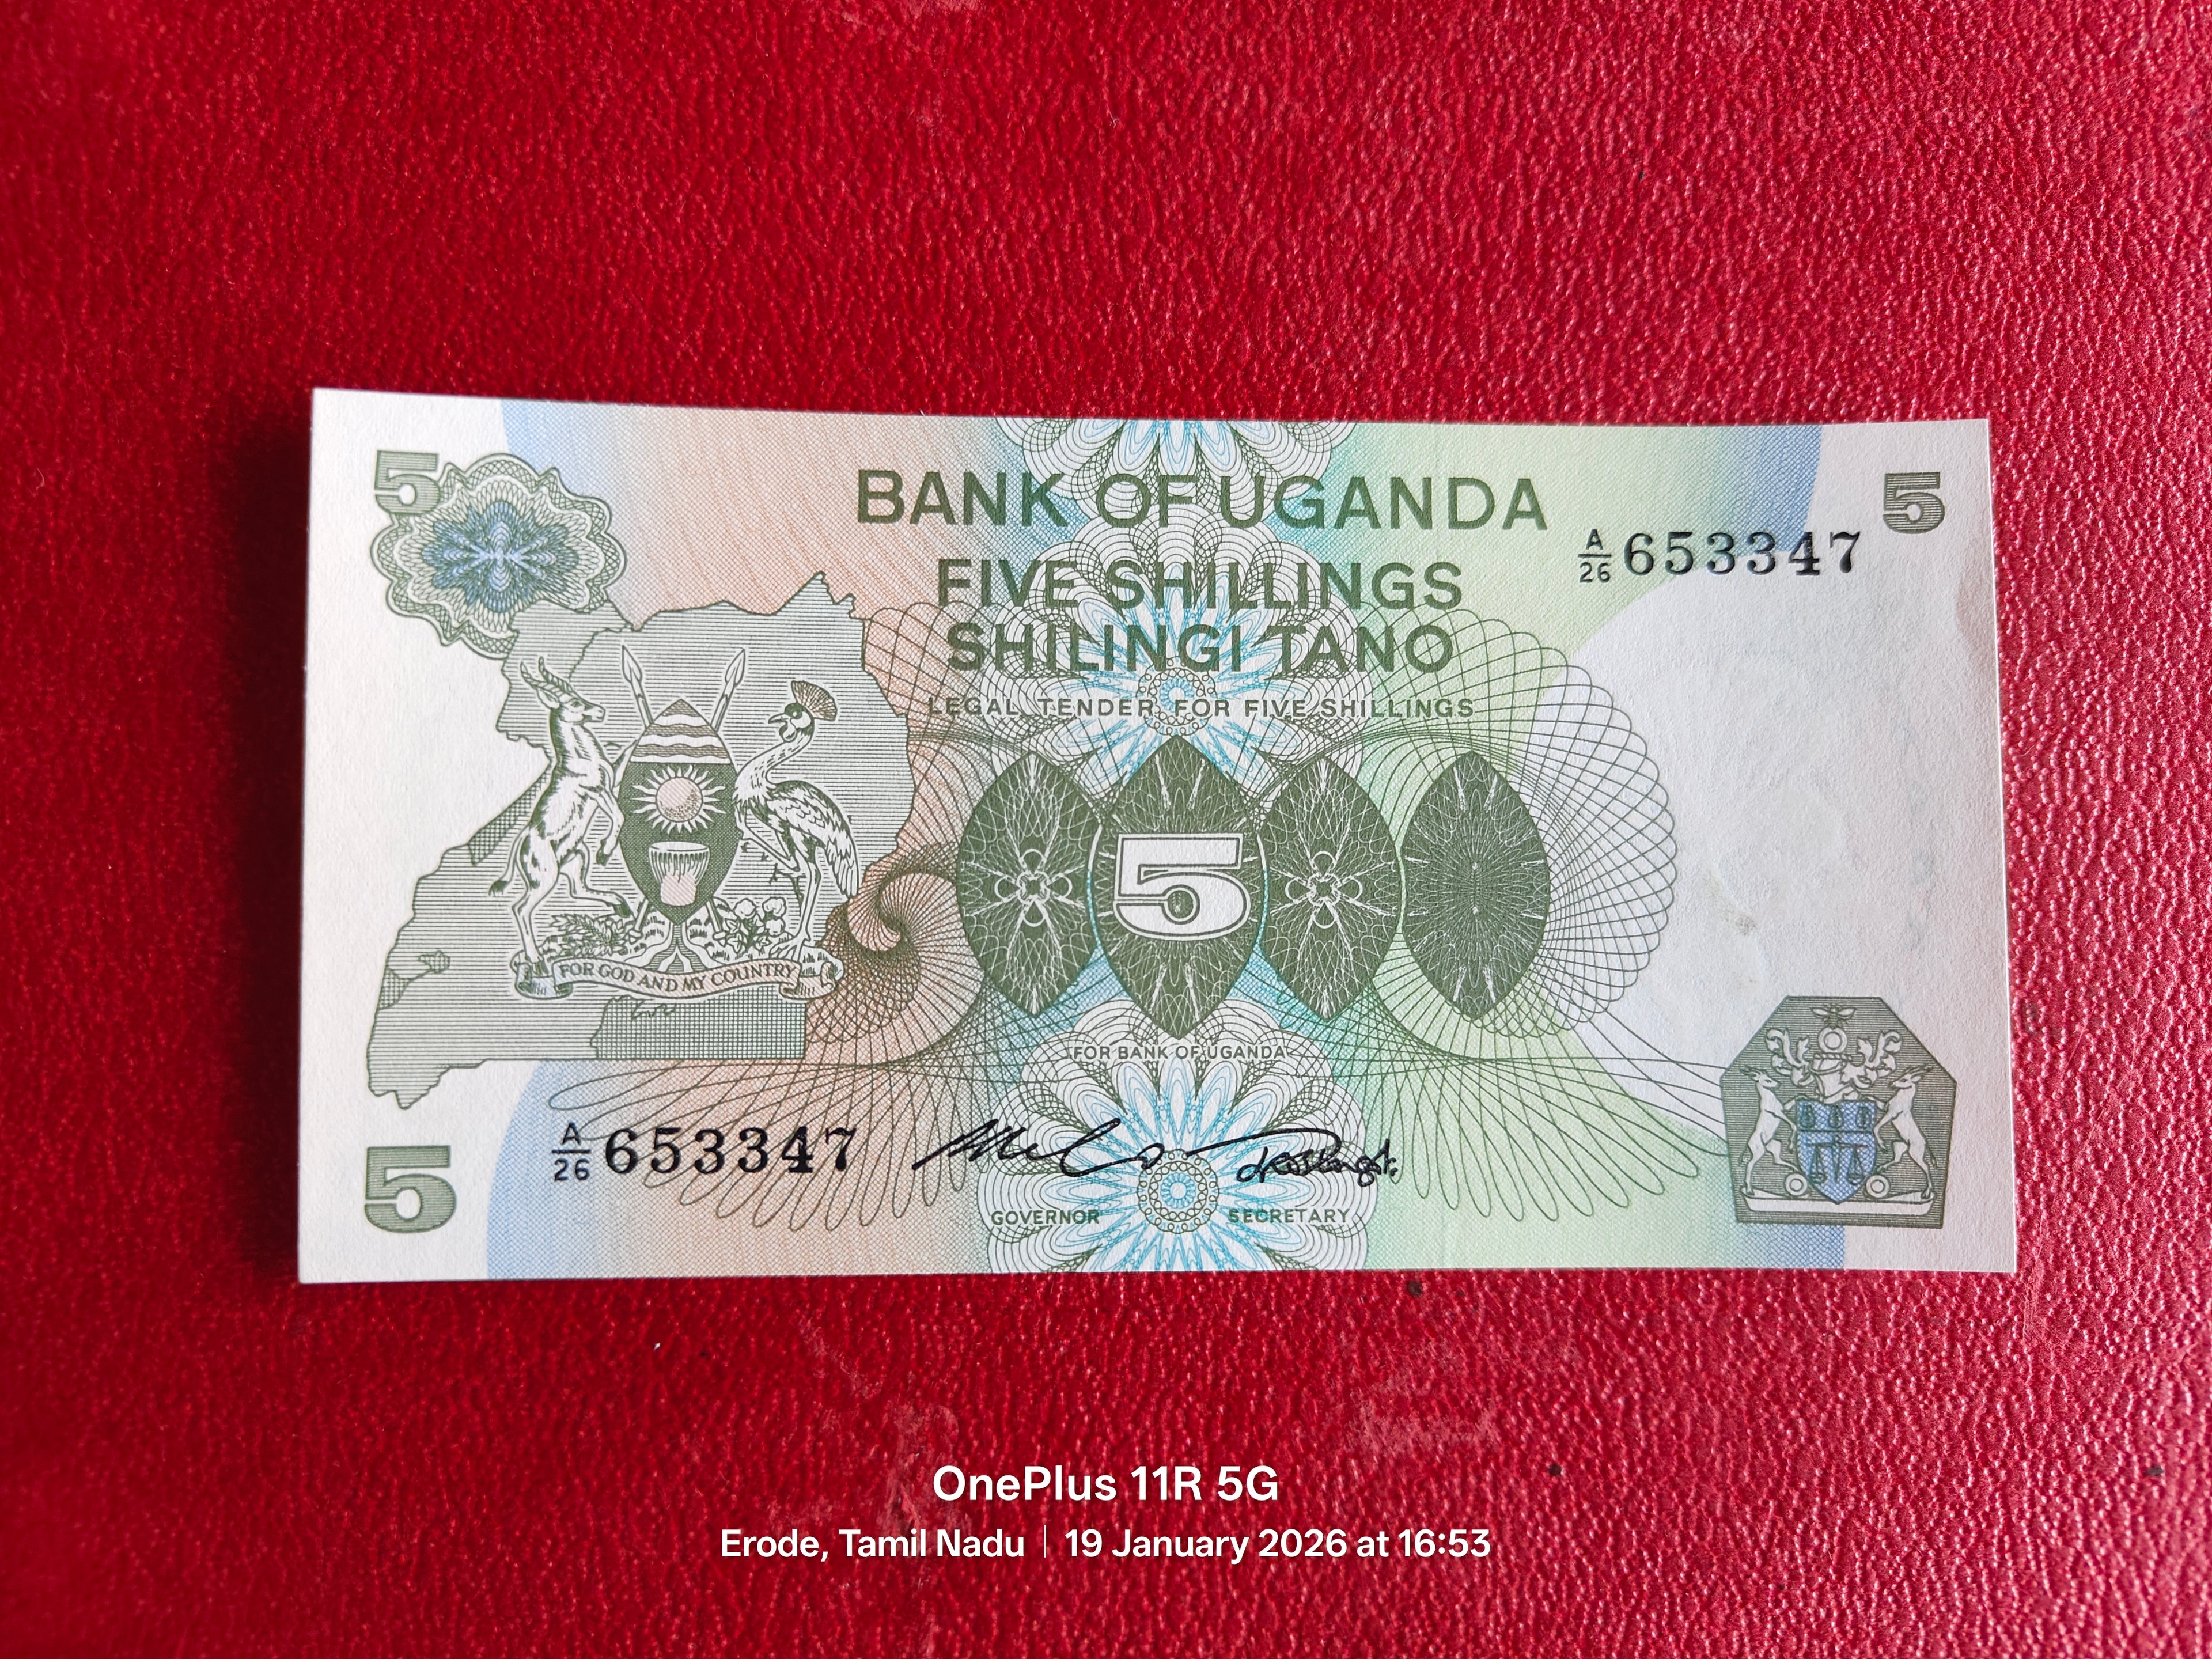 5
5
BANK OF UGANDA
A/26 653347
FIVE SHILLINGS
SHILINGI TANO
LEGAL TENDER FOR FIVE SHILLINGS
5
FOR GOD AND MY COUNTRY
FOR BANK OF UGANDA
A/26 653347
5
GOVERNOR
SECRETARY
OnePlus 11R 5G
Erode, Tamil Nadu | 19 January 2026 at 16:53